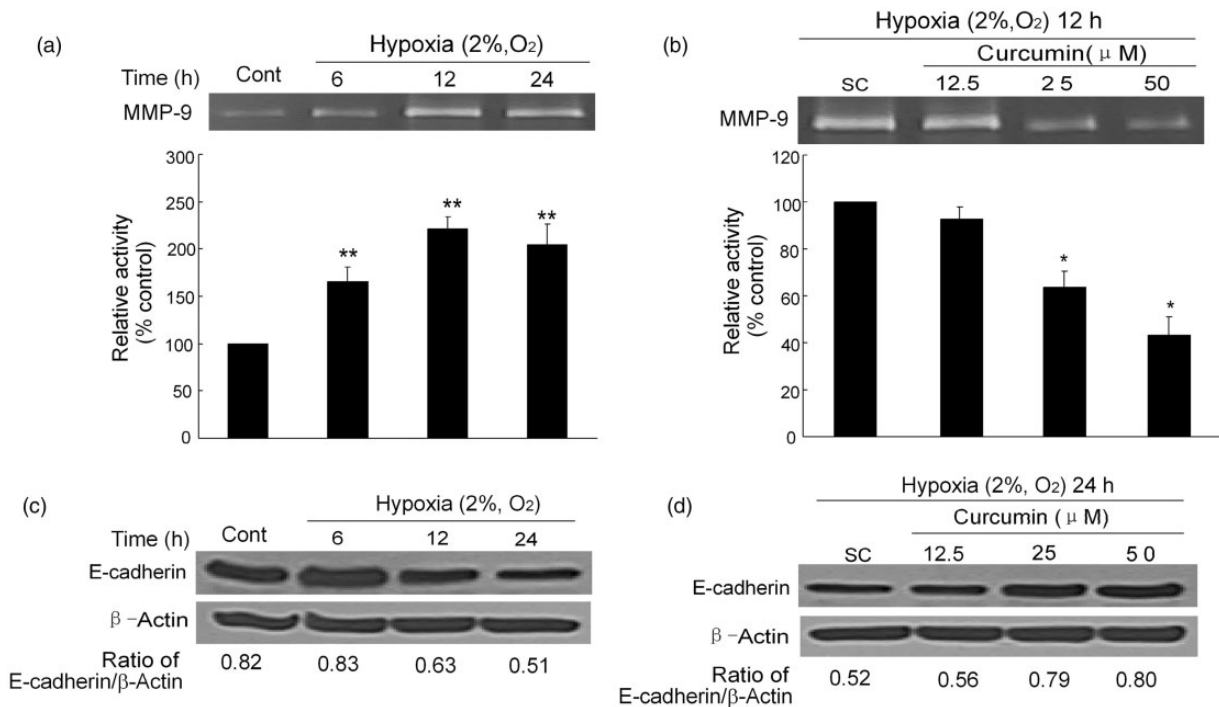 (a)
Hypoxia (2%,O₂)
Time (h) Cont 6 12 24
MMP-9
300
250
200
150
100
50
0
Relative activity
(% control)
** ** **
(b)
Hypoxia (2%,O₂) 12 h
Curcumin( μ M)
SC 12.5 2 5 50
MMP-9
120
100
80
60
40
20
0
Relative activity
(% control)
* *
(c)
Hypoxia (2%, O₂)
Time (h) Cont 6 12 24
E-cadherin
β -Actin
Ratio of
E-cadherin/β-Actin
0.82 0.83 0.63 0.51
(d)
Hypoxia (2%, O₂) 24 h
Curcumin ( μ M)
SC 12.5 25 5 0
E-cadherin
β -Actin
Ratio of
E-cadherin/β-Actin
0.52 0.56 0.79 0.80